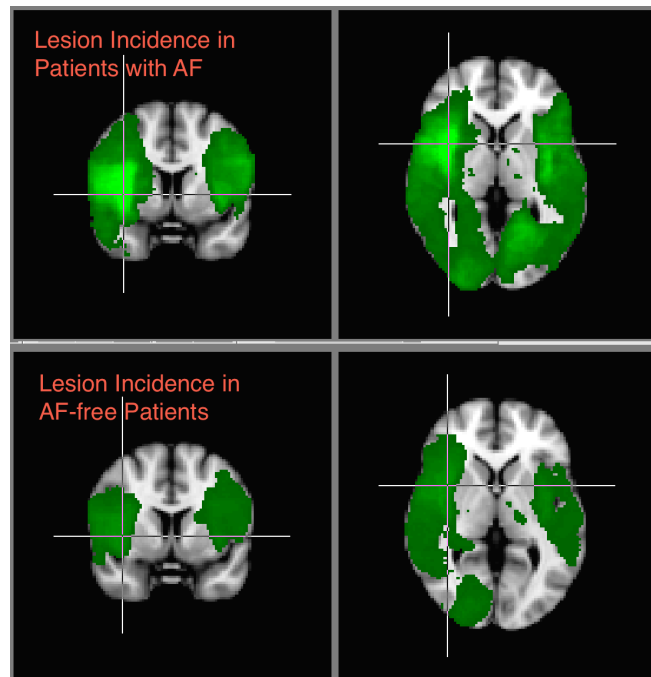 Lesion Incidence in
Patients with AF
Lesion Incidence in
AF-free Patients